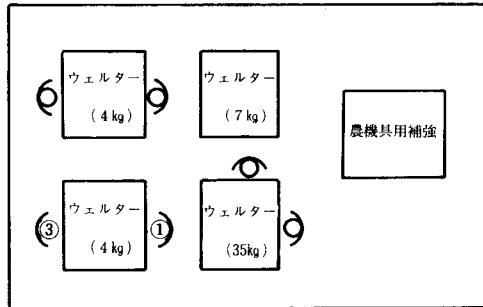 ウェルター
(4kg)
ウェルター
(7kg)
農機具用補強
③
ウェルター
(4kg)
①
ウェルター
(35kg)